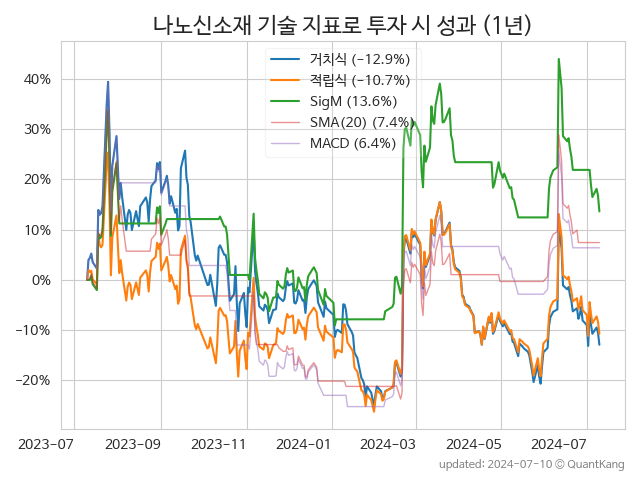 나노신소재 기술 지표로 투자 시 성과 (1년)
거치식 (-12.9%)
적립식 (-10.7%)
SigM (13.6%)
SMA(20) (7.4%)
MACD (6.4%)
40%
30%
20%
10%
0%
-10%
-20%
2023-07 2023-09 2023-11 2024-01 2024-03 2024-05 2024-07
updated: 2024-07-10 © QuantKang